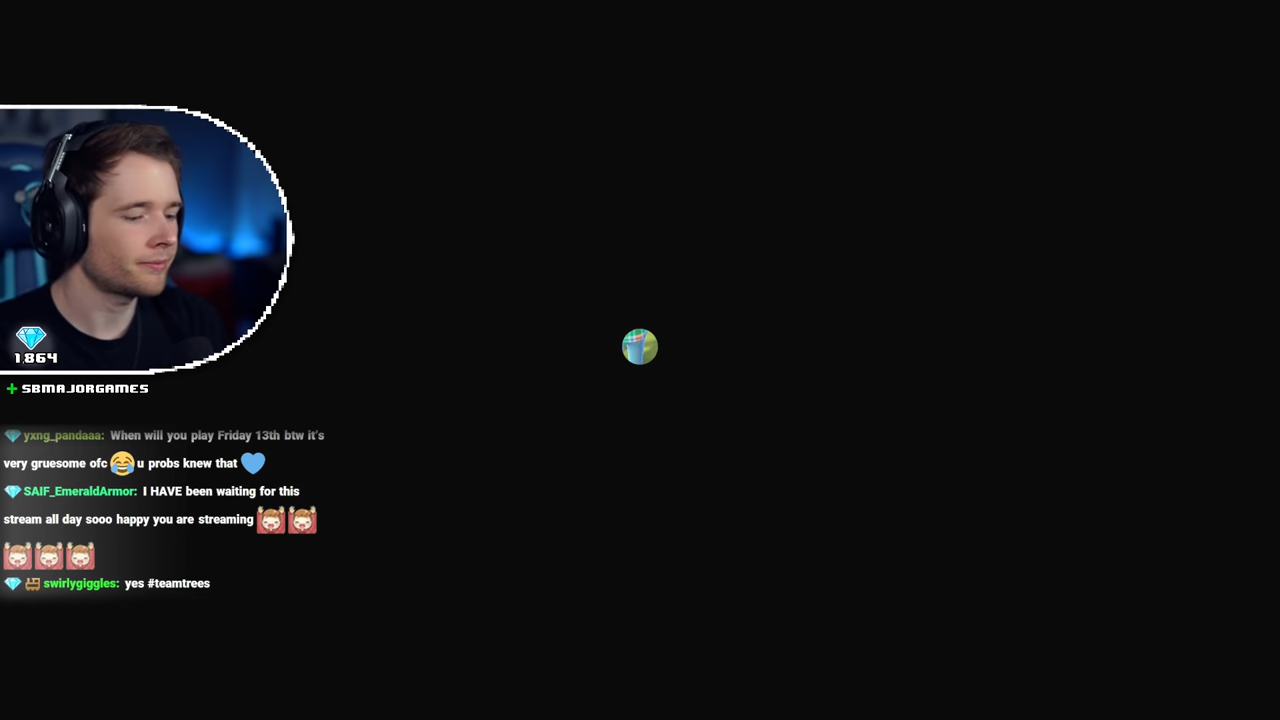 1,864
+ SBMAJORGAMES
yxng_pandaaa: When will you play Friday 13th btw it's
very gruesome ofc 😂 u probs knew that 💙
SAIF_EmeraldArmor: I HAVE been waiting for this
stream all day sooo happy you are streaming
swirlygiggles: yes #teamtrees